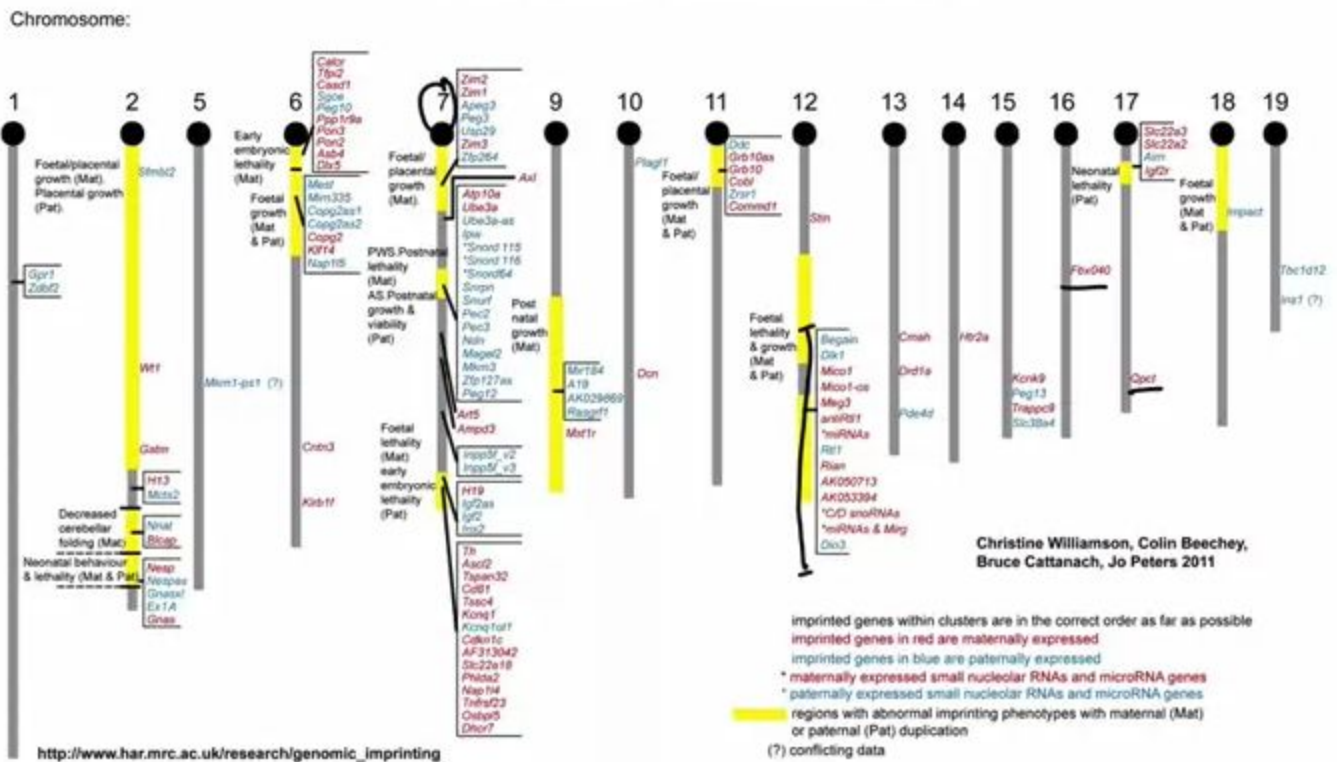 Chromosome:
1
2
5
6
7
9
10
11
12
13
14
15
16
17
18
19
Gpr1
Zdbf2
Foetal/placental
growth (Mat).
Placental growth
(Pat).
Sfmbt2
Wt1
Gatm
H13
Mcts2
Decreased
cerebellar
folding (Mat)
Nnat
Blcap
Neonatal behaviour
& lethality (Mat & Pat)
Nesp
Nespas
Gnasxl
Ex1A
Gnas
Mkrn1-ps1 (?)
Early
embryonic
lethality
(Mat)
Calcr
Tfpi2
Casd1
Sgce
Peg10
Ppp1r9a
Pon3
Pon2
Asb4
Dlx5
Foetal
growth
(Mat
& Pat)
Mest
Mim335
Copg2as1
Copg2as2
Copg2
Klf14
Nap1l5
Cntn3
Klrb1f
Foetal/
placental
growth
(Mat).
Zim2
Zim1
Apeg3
Peg3
Usp29
Zim3
Zfp264
Axl
PWS.Postnatal
lethality
(Mat)
AS.Postnatal
growth &
viability
(Pat)
Atp10a
Ube3a
Ube3a-as
Ipw
*Snord 115
*Snord 116
*Snord64
Snrpn
Snurf
Pec2
Pec3
Ndn
Magel2
Mkrn3
Zfp127as
Peg12
Art5
Ampd3
Inpp5f_v2
Inpp5f_v3
Foetal
lethality
(Mat)
early
embryonic
lethality
(Pat)
H19
Igf2as
Igf2
Ins2
Th
Ascl2
Tspan32
Cd81
Tssc4
Kcnq1
Kcnq1ot1
Cdkn1c
AF313042
Slc22a18
Phlda2
Nap1l4
Tnfrsf23
Osbpl5
Dhcr7
Post
natal
growth
(Mat)
Mir184
A19
AK029869
Rasgrf1
Mst1r
Plagl1
Dcn
Foetal/
placental
growth
(Mat
& Pat)
Ddc
Grb10as
Grb10
Cobl
Zrsr1
Commd1
Stin
Foetal
lethality
& growth
(Mat
& Pat)
Begain
Dlk1
Mico1
Mico1-os
Meg3
antiRtl1
*miRNAs
Rtl1
Rian
AK050713
AK053394
*C/D snoRNAs
*miRNAs & Mirg
Dio3
Cmah
Drd1a
Pde4d
Htr2a
Kcnk9
Peg13
Trappc9
Slc38a4
Fbxo40
Neonatal
lethality
(Pat)
Slc22a3
Slc22a2
Airn
Igf2r
Qpct
Foetal
growth
(Mat
& Pat)
Impact
Tbc1d12
Ins1 (?)
Christine Williamson, Colin Beechey,
Bruce Cattanach, Jo Peters 2011
imprinted genes within clusters are in the correct order as far as possible
imprinted genes in red are maternally expressed
imprinted genes in blue are paternally expressed
* maternally expressed small nucleolar RNAs and microRNA genes
* paternally expressed small nucleolar RNAs and microRNA genes
regions with abnormal imprinting phenotypes with maternal (Mat)
or paternal (Pat) duplication
(?) conflicting data
http://www.har.mrc.ac.uk/research/genomic_imprinting